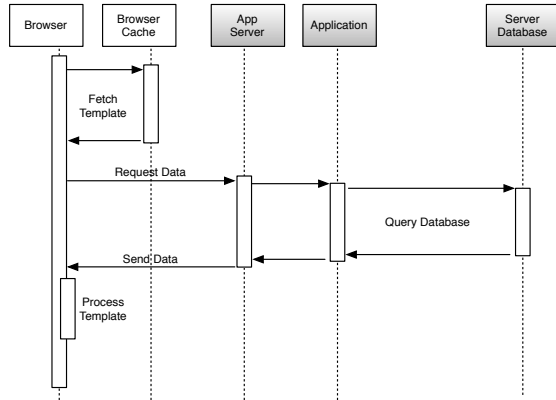 Browser
Browser
Cache
App
Server
Application
Server
Database
Fetch
Template
Request Data
Query Database
Send Data
Process
Template